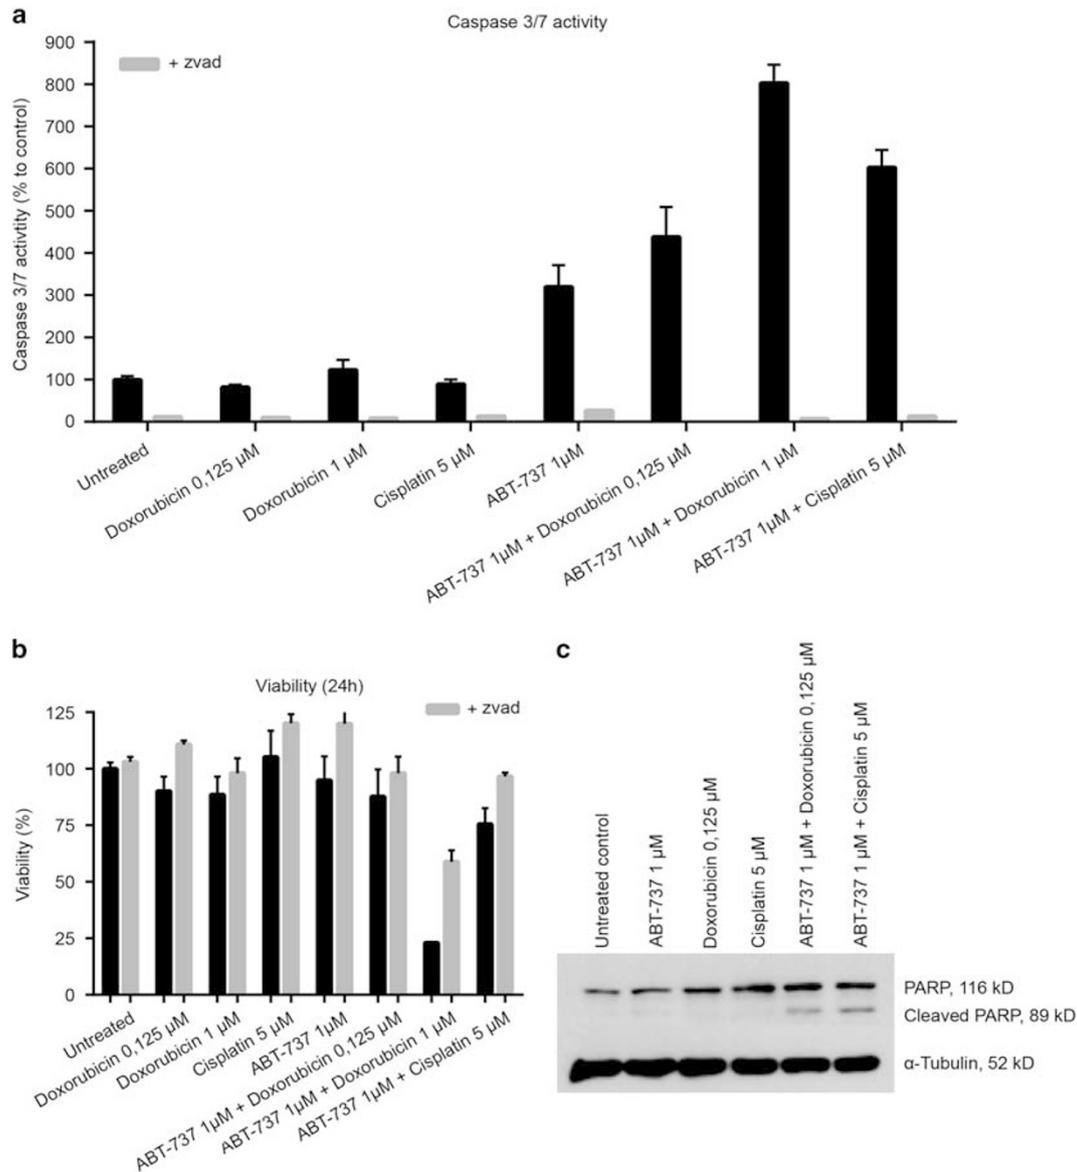 a
Caspase 3/7 activity
Caspase 3/7 activtity (% to control)
900
800
700
600
500
400
300
200
100
0
+ zvad
Untreated
Doxorubicin 0,125 µM
Doxorubicin 1 µM
Cisplatin 5 µM
ABT-737 1µM
ABT-737 1µM + Doxorubicin 0,125 µM
ABT-737 1µM + Doxorubicin 1 µM
ABT-737 1µM + Cisplatin 5 µM
b
Viability (24h)
Viability (%)
125
100
75
50
25
0
+ zvad
Untreated
Doxorubicin 0,125 µM
Doxorubicin 1 µM
Cisplatin 5 µM
ABT-737 1µM
ABT-737 1µM + Doxorubicin 0,125 µM
ABT-737 1µM + Doxorubicin 1 µM
ABT-737 1µM + Cisplatin 5 µM
c
Untreated control
ABT-737 1 µM
Doxorubicin 0,125 µM
Cisplatin 5 µM
ABT-737 1 µM + Doxorubicin 0,125 µM
ABT-737 1 µM + Cisplatin 5 µM
PARP, 116 kD
Cleaved PARP, 89 kD
α-Tubulin, 52 kD